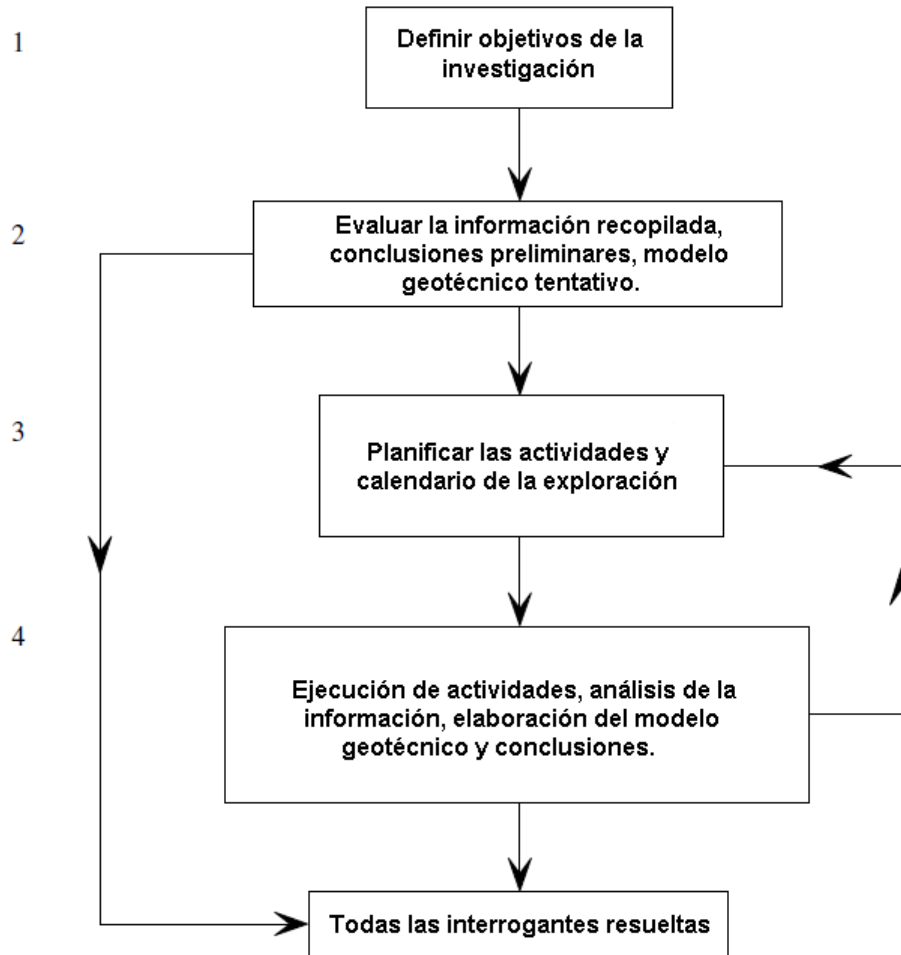 1
Definir objetivos de la
investigación
2
Evaluar la información recopilada,
conclusiones preliminares, modelo
geotécnico tentativo.
3
Planificar las actividades y
calendario de la exploración
4
Ejecución de actividades, análisis de la
información, elaboración del modelo
geotécnico y conclusiones.
Todas las interrogantes resueltas